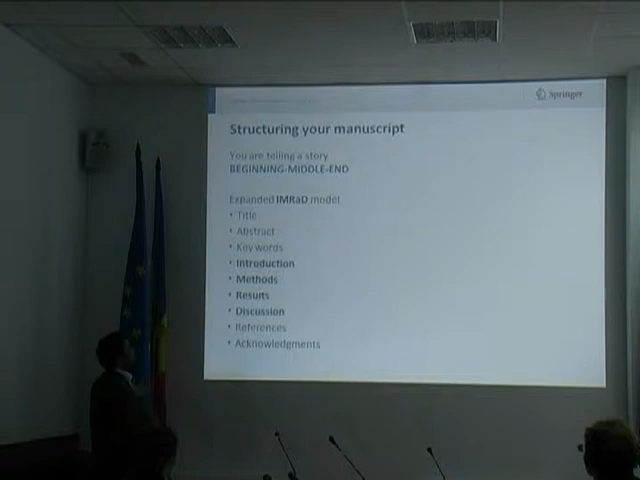 Springer
Structuring your manuscript
You are telling a story
BEGINNING-MIDDLE-END
Expanded IMRaD model
• Title
• Abstract
• Key words
• Introduction
• Methods
• Results
• Discussion
• References
• Acknowledgments